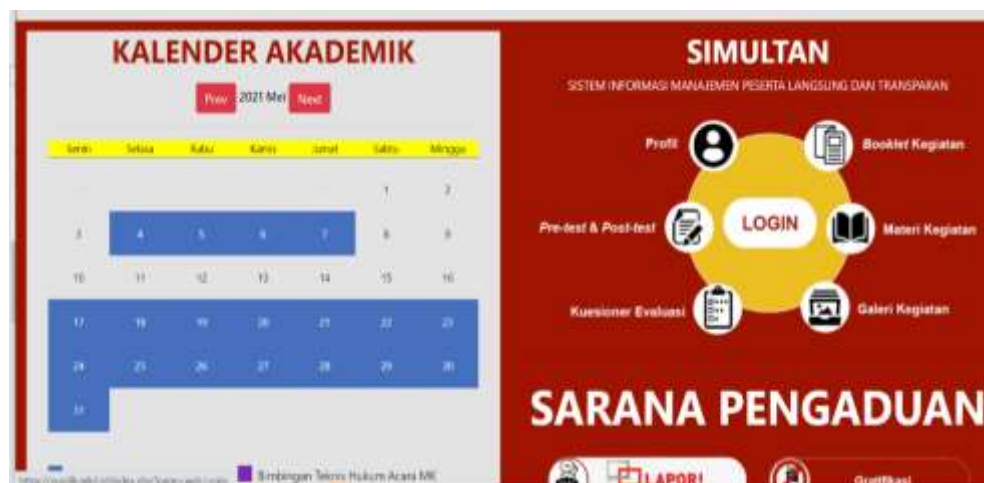 KALENDER AKADEMIK
Prev 2021 Mei Next
Senin Selasa Rabu Kamis Jumat Sabtu Minggu
1 2
3 4 5 6 7 8 9
10 11 12 13 14 15 16
17 18 19 20 21 22 23
24 25 26 27 28 29 30
31
Bimbingan Teknis Hukum Acara MK
SIMULTAN
SISTEM INFORMASI MANAJEMEN PESERTA LANGSUNG DAN TRANSPARAN
Profil
Booklet Kegiatan
Pre-test & Post-test
LOGIN
Materi Kegiatan
Kuesioner Evaluasi
Galeri Kegiatan
SARANA PENGADUAN
LAPOR!
Gratifikasi